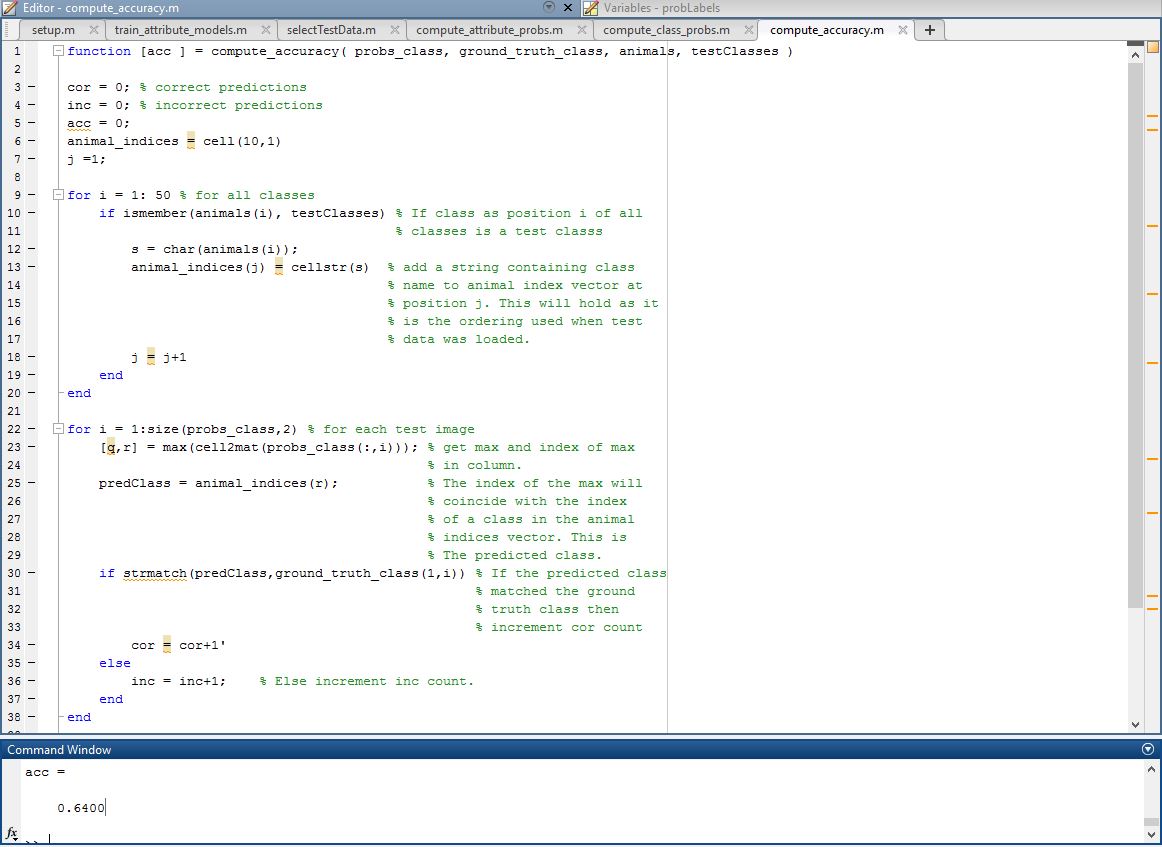 Editor - compute_accuracy.m
Variables - probLabels
setup.m
train_attribute_models.m
selectTestData.m
compute_attribute_probs.m
compute_class_probs.m
compute_accuracy.m
1 function [acc ] = compute_accuracy( probs_class, ground_truth_class, animals, testClasses )
2
3 cor = 0; % correct predictions
4 inc = 0; % incorrect predictions
5 acc = 0;
6 animal_indices = cell(10,1)
7 j =1;
8
9 for i = 1: 50 % for all classes
10 if ismember(animals(i), testClasses) % If class as position i of all
11 % classes is a test classs
12 s = char(animals(i));
13 animal_indices(j) = cellstr(s) % add a string containing class
14 % name to animal index vector at
15 % position j. This will hold as it
16 % is the ordering used when test
17 % data was loaded.
18 j = j+1
19 end
20 end
21
22 for i = 1:size(probs_class,2) % for each test image
23 [q,r] = max(cell2mat(probs_class(:,i))); % get max and index of max
24 % in column.
25 predClass = animal_indices(r); % The index of the max will
26 % coincide with the index
27 % of a class in the animal
28 % indices vector. This is
29 % The predicted class.
30 if strmatch(predClass,ground_truth_class(1,i)) % If the predicted class
31 % matched the ground
32 % truth class then
33 % increment cor count
34 cor = cor+1'
35 else
36 inc = inc+1; % Else increment inc count.
37 end
38 end
Command Window
acc =
0.6400
fx >>